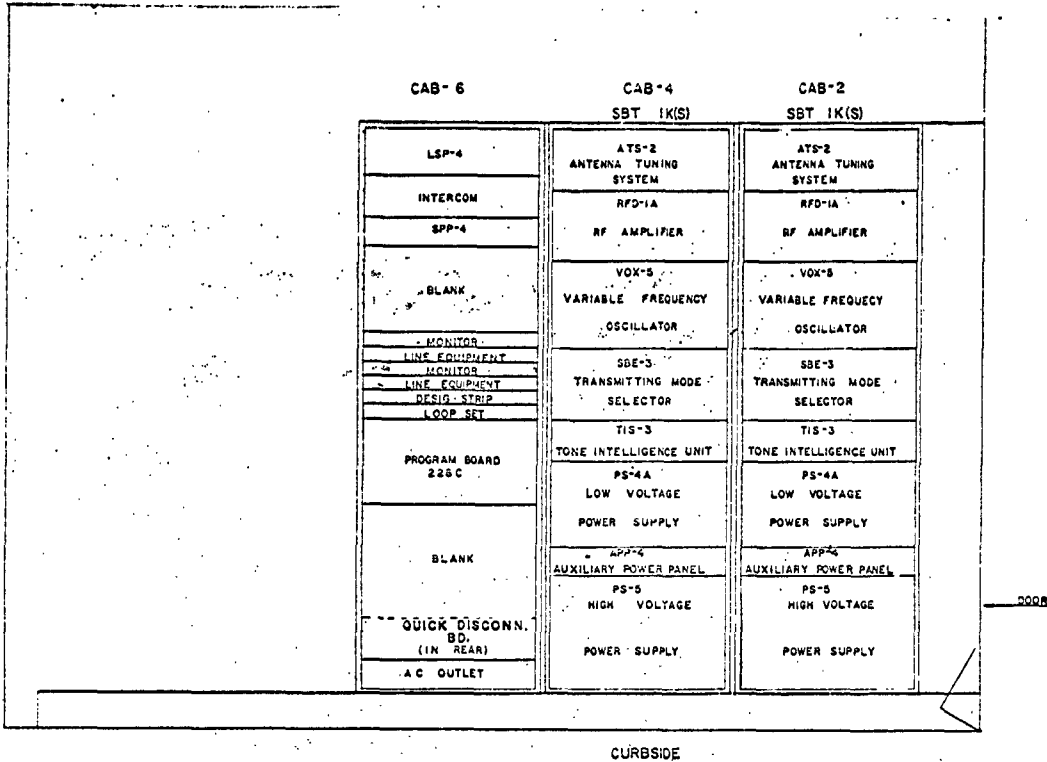 CAB-6
LSP-4
INTERCOM
SPP-4
BLANK
MONITOR
LINE EQUIPMENT
MONITOR
LINE EQUIPMENT
DESIG-STRIP
LOOP SET
PROGRAM BOARD
228C
BLANK
QUICK DISCONN.
BD.
(IN REAR)
AC OUTLET
CAB-4
SBT 1K(S)
ATS-2
ANTENNA TUNING
SYSTEM
RFD-1A
RF AMPLIFIER
VOX-5
VARIABLE FREQUENCY
OSCILLATOR
SBE-3
TRANSMITTING MODE
SELECTOR
TIS-3
TONE INTELLIGENCE UNIT
PS-4A
LOW VOLTAGE
POWER SUPPLY
APP-4
AUXILIARY POWER PANEL
PS-5
HIGH VOLTAGE
POWER SUPPLY
CAB-2
SBT 1K(S)
ATS-2
ANTENNA TUNING
SYSTEM
RFD-1A
RF AMPLIFIER
VOX-5
VARIABLE FREQUECY
OSCILLATOR
SBE-3
TRANSMITTING MODE
SELECTOR
TIS-3
TONE INTELLIGENCE UNIT
PS-4A
LOW VOLTAGE
POWER SUPPLY
APP-4
AUXILIARY POWER PANEL
PS-5
HIGH VOLTAGE
POWER SUPPLY
DOOR
CURBSIDE